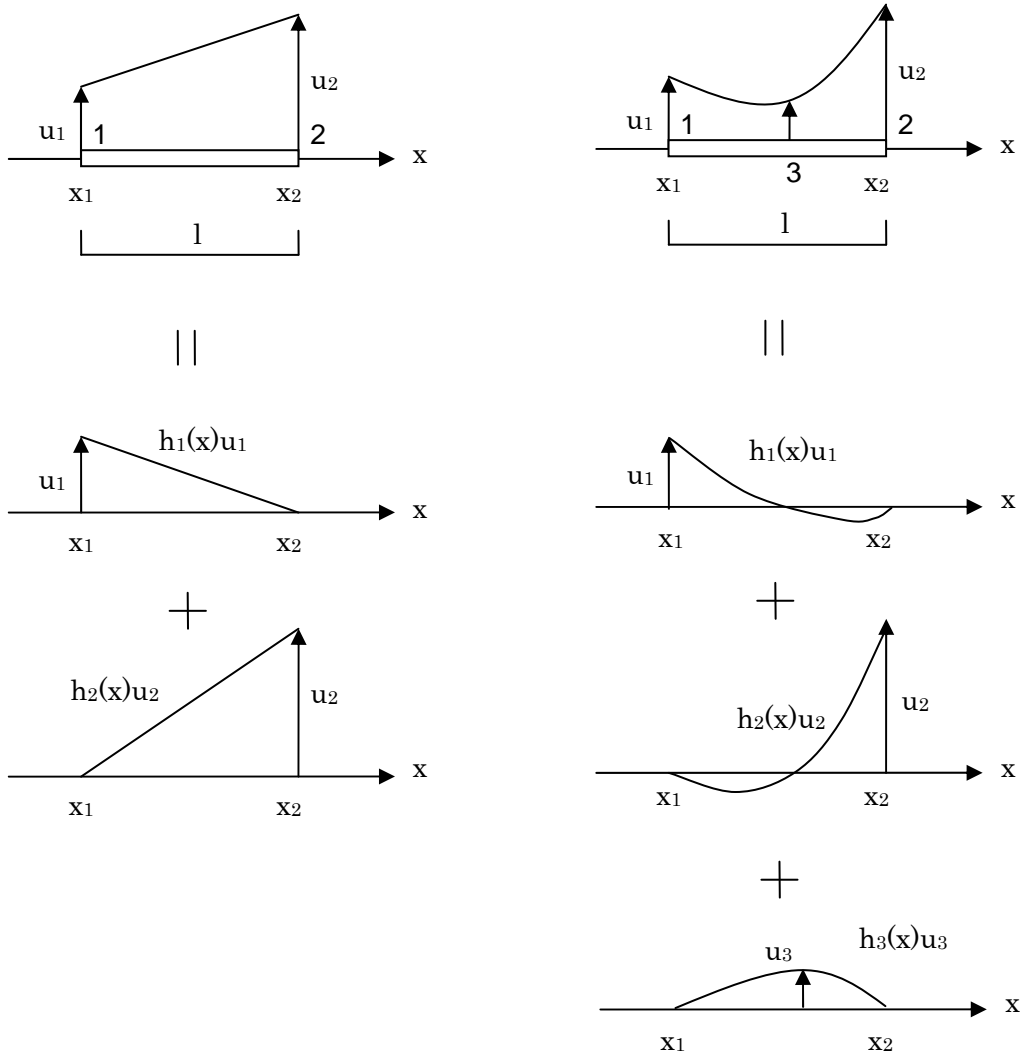 u1 1 u2 2 x
x1 x2
l
h1(x)u1
u1 x
x1 x2
+
h2(x)u2 u2
x
x1 x2
u1 1 u2 2 x
3
x1 x2
l
h1(x)u1
u1 x
x1 x2
+
h2(x)u2 u2
x
x1 x2
+
h3(x)u3
u3
x
x1 x2